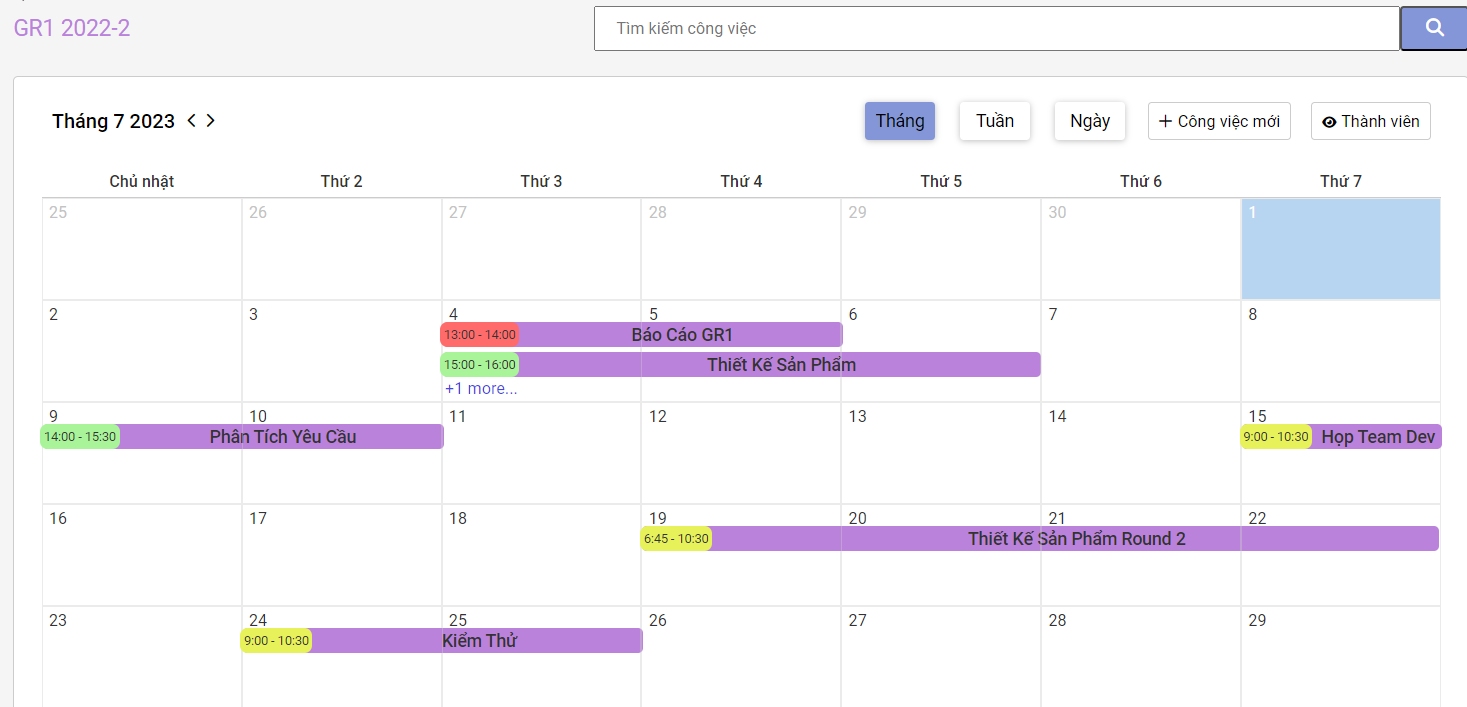 GR1 2022-2
Tìm kiếm công việc
Tháng 7 2023
Tháng Tuần Ngày + Công việc mới Thành viên
Chủ nhật Thứ 2 Thứ 3 Thứ 4 Thứ 5 Thứ 6 Thứ 7
25 26 27 28 29 30 1
2 3 4 5 6 7 8
13:00 - 14:00 Báo Cáo GR1
15:00 - 16:00 Thiết Kế Sản Phẩm
+1 more...
9 10 11 12 13 14 15
14:00 - 15:30 Phân Tích Yêu Cầu 9:00 - 10:30 Họp Team Dev
16 17 18 19 20 21 22
6:45 - 10:30 Thiết Kế Sản Phẩm Round 2
23 24 25 26 27 28 29
9:00 - 10:30 Kiểm Thử